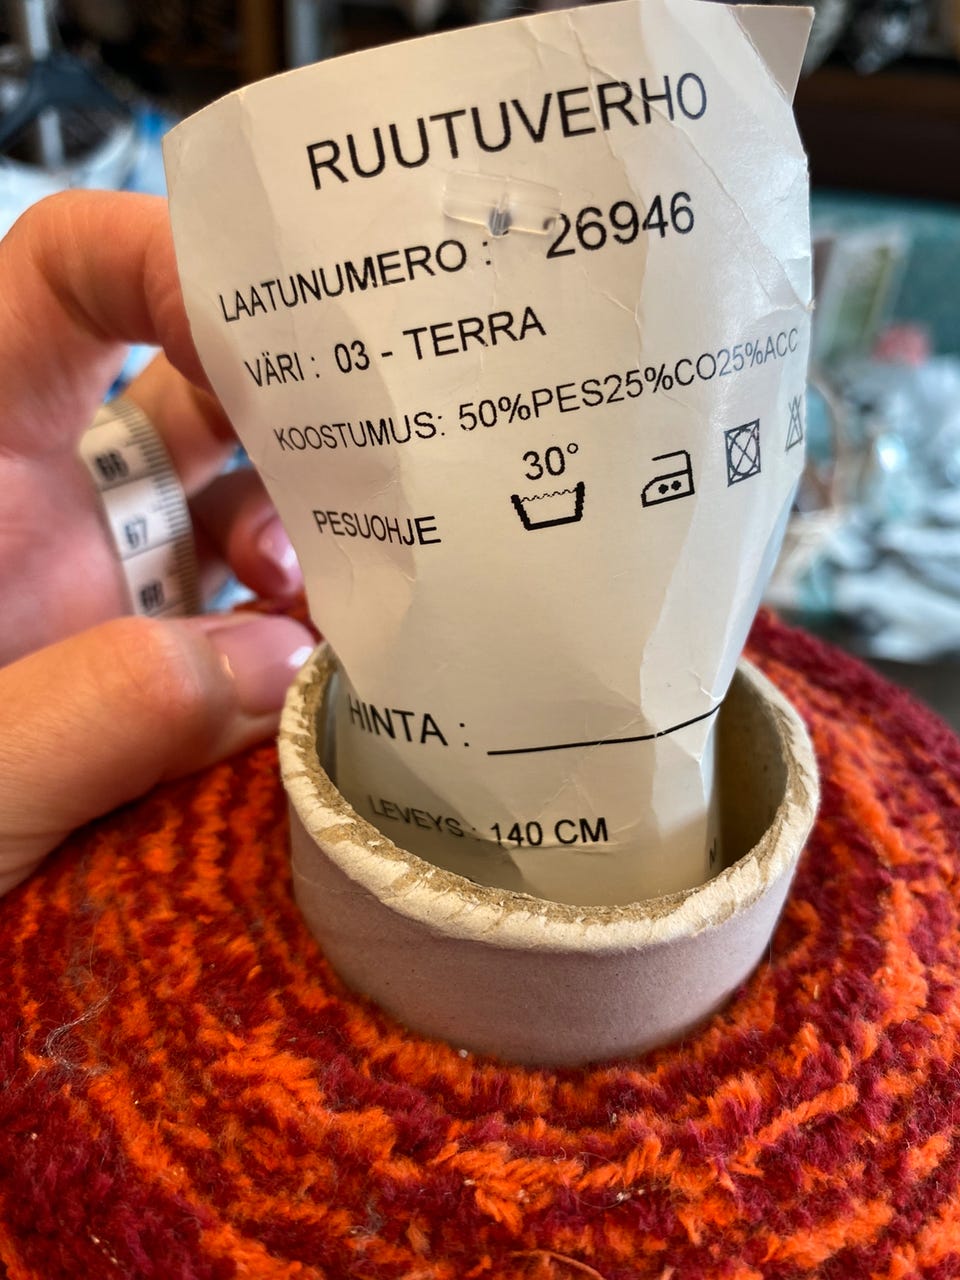 RUUTUVERHO
LAATUNUMERO : 26946
VÄRI : 03 - TERRA
KOOSTUMUS: 50%PES25%CO25%ACC
30°
PESUOHJE
HINTA :
LEVEYS : 140 CM
N
66
67
68